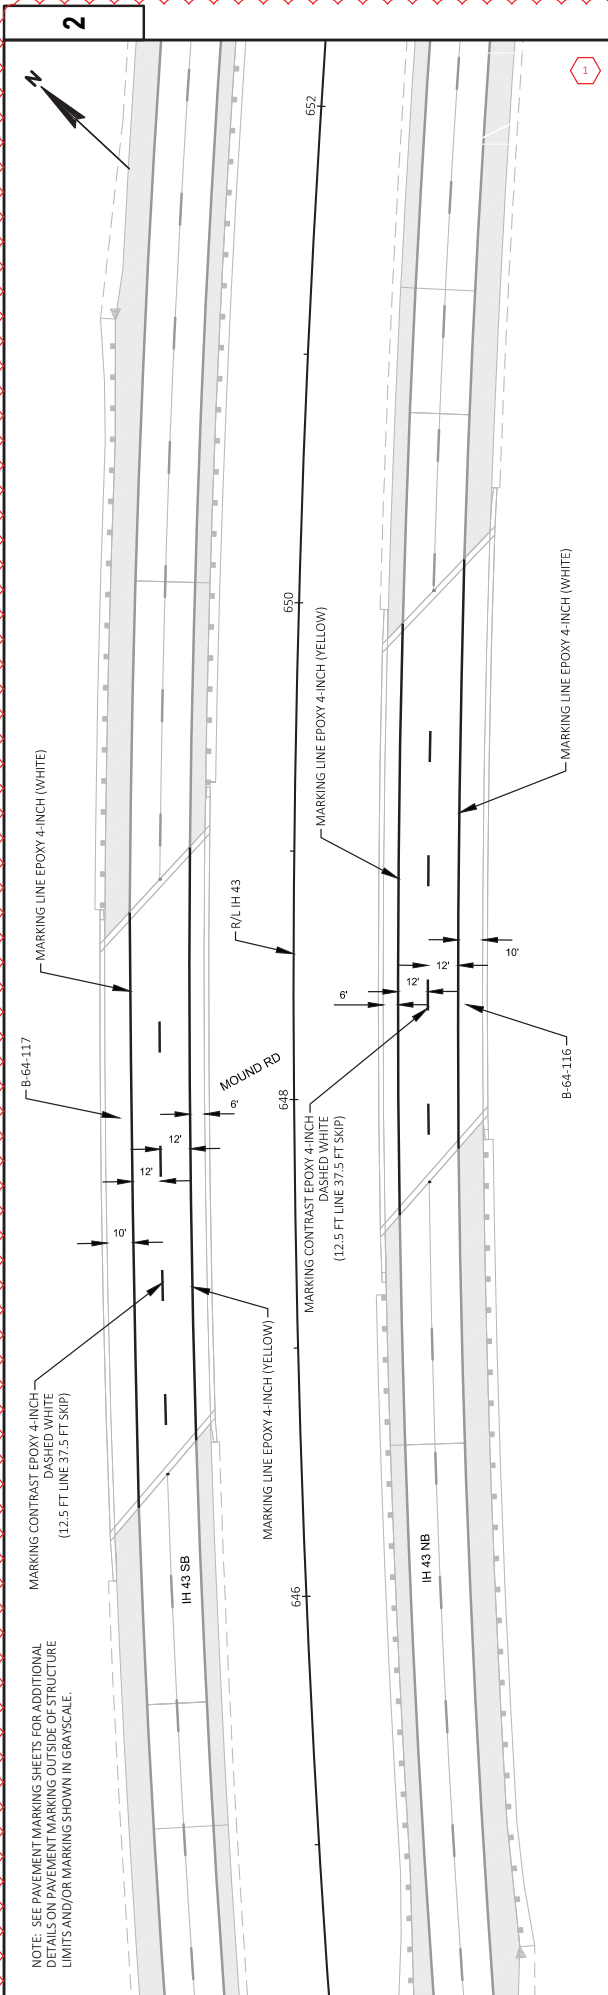 2
N
1
652
650
648
646
MARKING LINE EPOXY 4-INCH (WHITE)
B-64-117
R/L IH 43
MARKING LINE EPOXY 4-INCH (YELLOW)
MARKING LINE EPOXY 4-INCH (WHITE)
MOUND RD
6'
12'
12'
10'
10'
12'
12'
6'
B-64-116
MARKING CONTRAST EPOXY 4-INCH
DASHED WHITE
(12.5 FT LINE 37.5 FT SKIP)
MARKING CONTRAST EPOXY 4-INCH
DASHED WHITE
(12.5 FT LINE 37.5 FT SKIP)
MARKING LINE EPOXY 4-INCH (YELLOW)
IH 43 SB
IH 43 NB
NOTE: SEE PAVEMENT MARKING SHEETS FOR ADDITIONAL
DETAILS ON PAVEMENT MARKING OUTSIDE OF STRUCTURE
LIMITS AND/OR MARKING SHOWN IN GRAYSCALE.